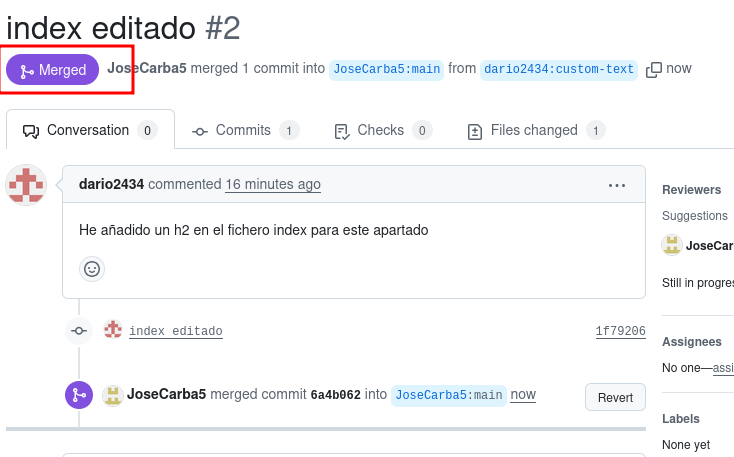 index editado #2
Merged JoseCarba5 merged 1 commit into JoseCarba5:main from dario2434:custom-text now
Conversation 0 Commits 1 Checks 0 Files changed 1
dario2434 commented 16 minutes ago
He añadido un h2 en el fichero index para este apartado
index editado 1f79206
JoseCarba5 merged commit 6a4b062 into JoseCarba5:main now
Revert
Reviewers
Suggestions
JoseCar
Still in progres
Assignees
No one—assi
Labels
None yet